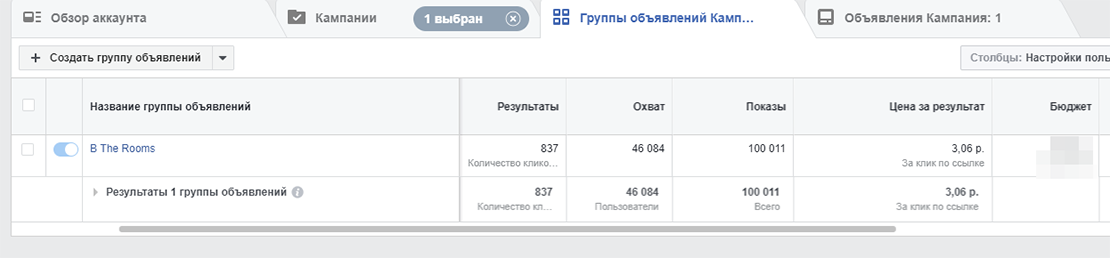 Обзор аккаунта
Кампании
1 выбран
Группы объявлений Камп...
Объявления Кампания: 1
+ Создать группу объявлений
Столбцы: Настройки поль
Название группы объявлений Результаты Охват Показы Цена за результат Бюджет
B The Rooms 837 46 084 100 011 3,06 р.
Количество клико... За клик по ссылке
Результаты 1 группы объявлений 837 46 084 100 011 3,06 р.
Количество кл... Пользователи Всего За клик по ссылке